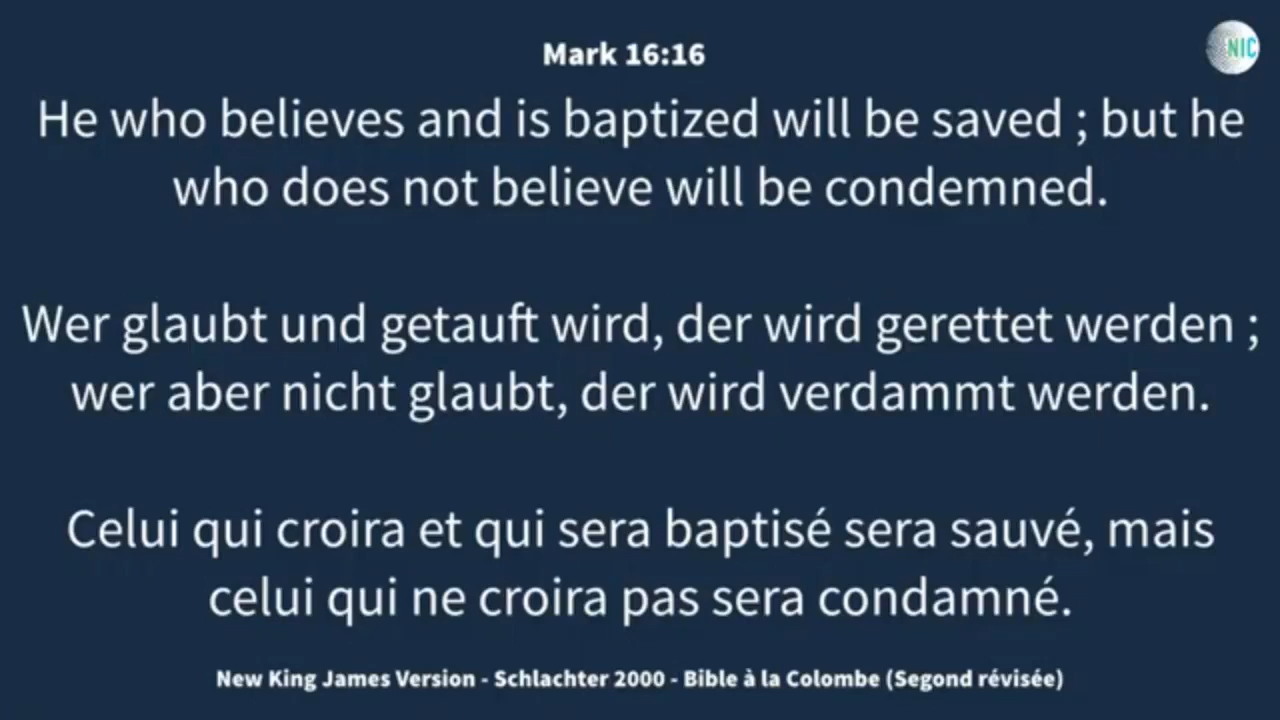 Mark 16:16
NIC
He who believes and is baptized will be saved ; but he
who does not believe will be condemned.
Wer glaubt und getauft wird, der wird gerettet werden ;
wer aber nicht glaubt, der wird verdammt werden.
Celui qui croira et qui sera baptisé sera sauvé, mais
celui qui ne croira pas sera condamné.
New King James Version - Schlachter 2000 - Bible à la Colombe (Segond révisée)